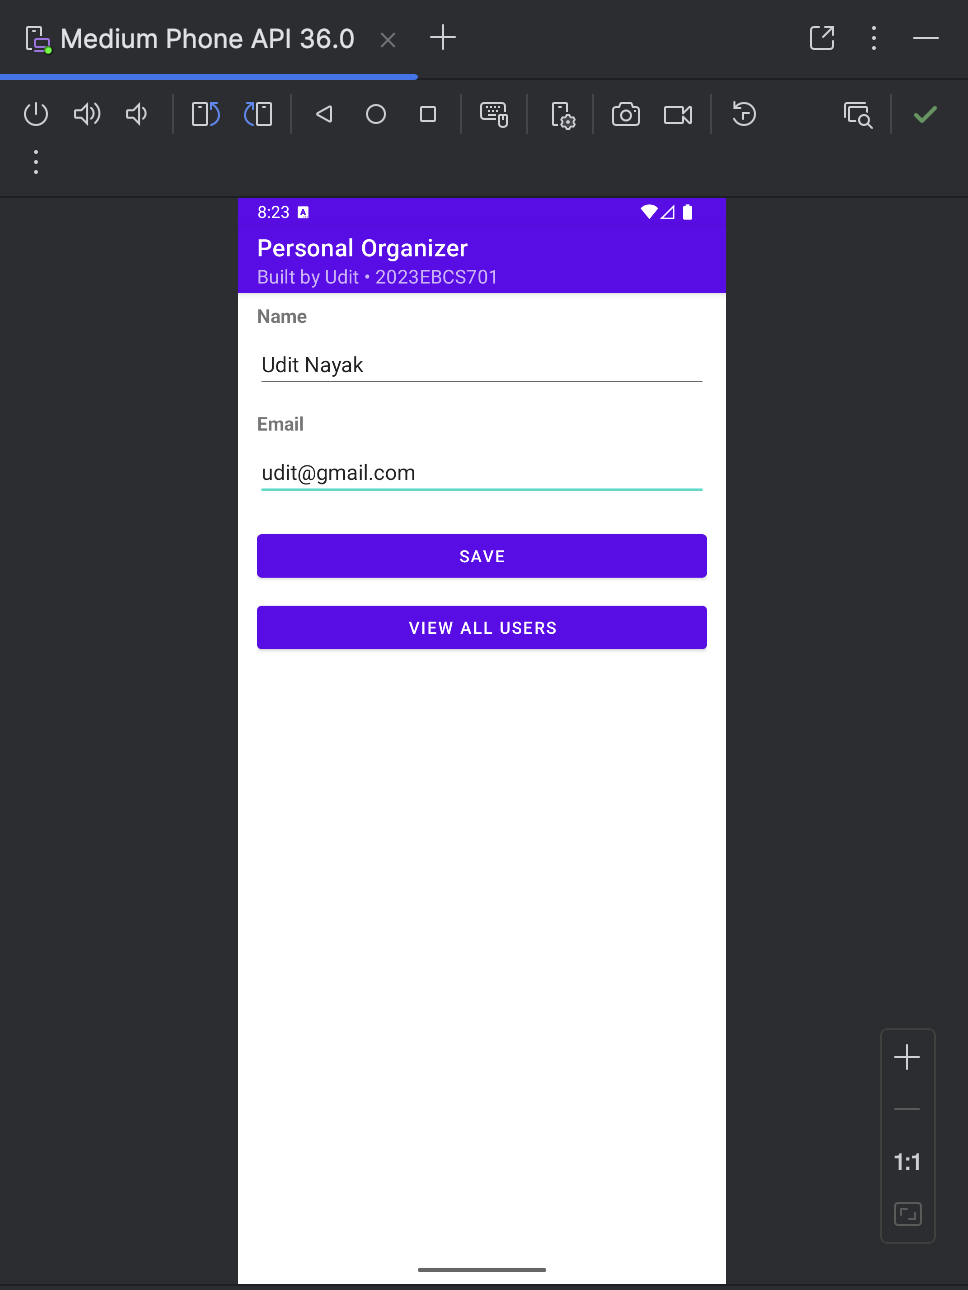 Medium Phone API 36.0
8:23
Personal Organizer
Built by Udit • 2023EBCS701
Name
Udit Nayak
Email
udit@gmail.com
SAVE
VIEW ALL USERS
1:1